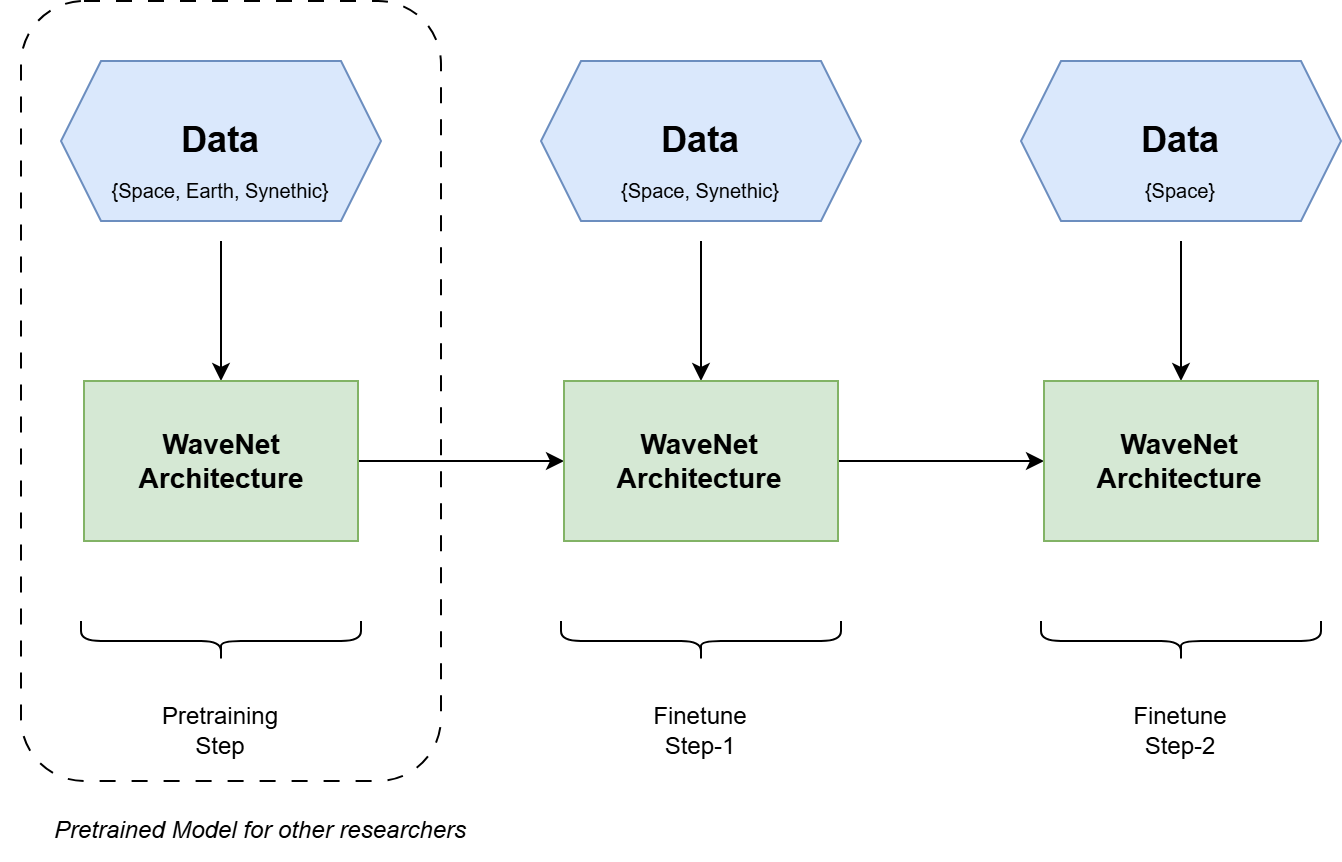 Data
{Space, Earth, Synethic}
Data
{Space, Synethic}
Data
{Space}
WaveNet
Architecture
WaveNet
Architecture
WaveNet
Architecture
Pretraining
Step
Finetune
Step-1
Finetune
Step-2
Pretrained Model for other researchers